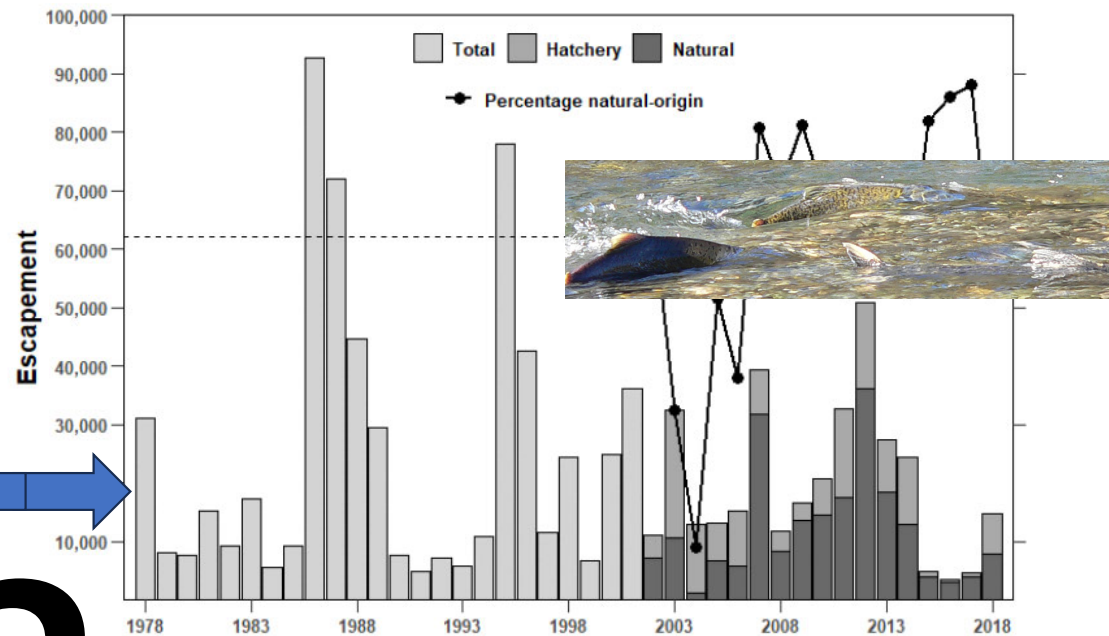 100,000
Total Hatchery Natural
90,000
Percentage natural-origin
80,000
70,000
60,000
50,000
40,000
30,000
10,000
Escapement
1978 1983 1988 1993 1998 2003 2008 2013 2018